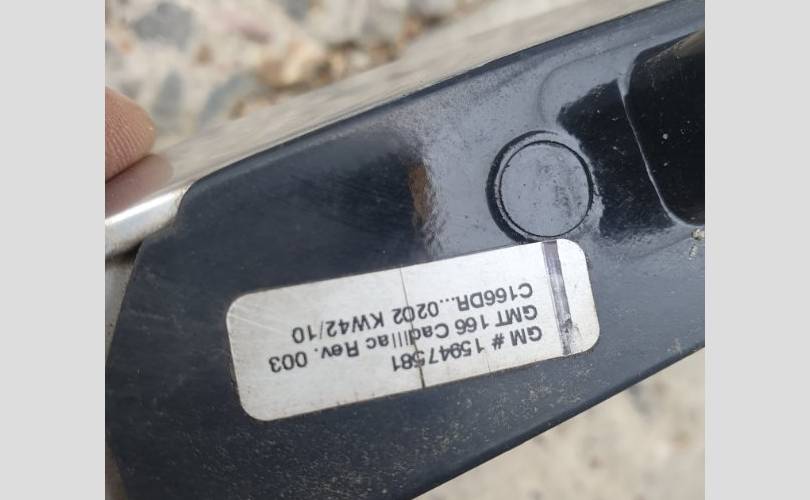 GM # 15947581
GMT 166 Cadillac Rev. 003
C166DR...0202 KW42/10